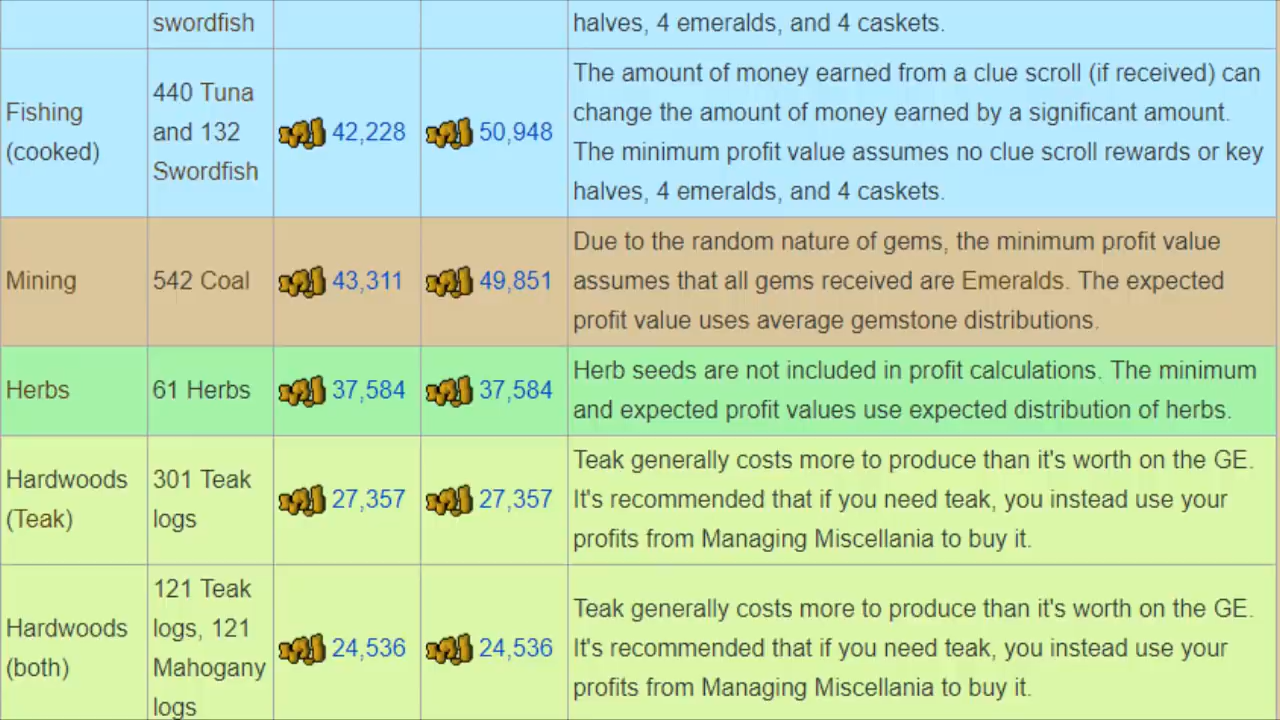 swordfish
halves, 4 emeralds, and 4 caskets.
Fishing
(cooked)
440 Tuna
and 132
Swordfish
42,228
50,948
The amount of money earned from a clue scroll (if received) can
change the amount of money earned by a significant amount.
The minimum profit value assumes no clue scroll rewards or key
halves, 4 emeralds, and 4 caskets.
Mining
542 Coal
43,311
49,851
Due to the random nature of gems, the minimum profit value
assumes that all gems received are Emeralds. The expected
profit value uses average gemstone distributions.
Herbs
61 Herbs
37,584
37,584
Herb seeds are not included in profit calculations. The minimum
and expected profit values use expected distribution of herbs.
Hardwoods
(Teak)
301 Teak
logs
27,357
27,357
Teak generally costs more to produce than it's worth on the GE.
It's recommended that if you need teak, you instead use your
profits from Managing Miscellania to buy it.
Hardwoods
(both)
121 Teak
logs, 121
Mahogany
logs
24,536
24,536
Teak generally costs more to produce than it's worth on the GE.
It's recommended that if you need teak, you instead use your
profits from Managing Miscellania to buy it.